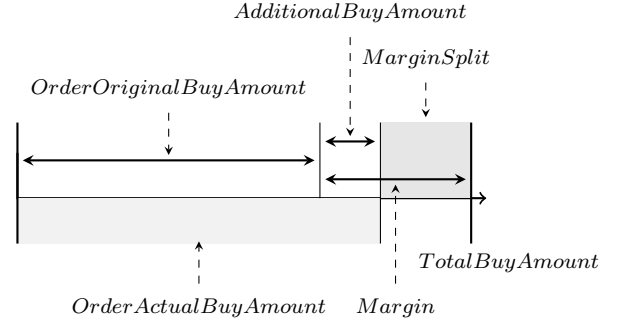 AdditionalBuyAmount
MarginSplit
OrderOriginalBuyAmount
TotalBuyAmount
OrderActualBuyAmount
Margin